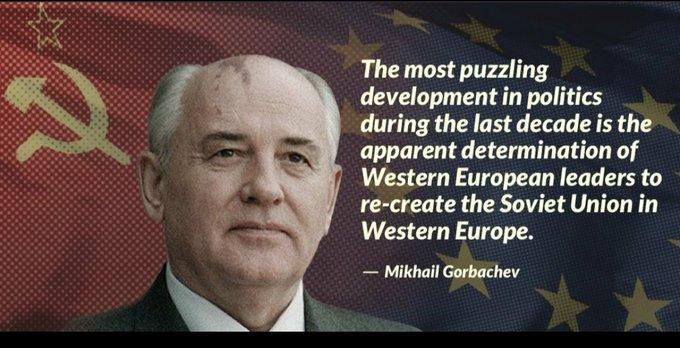 The most puzzling
development in politics
during the last decade is the
apparent determination of
Western European leaders to
re-create the Soviet Union in
Western Europe.
— Mikhail Gorbachev